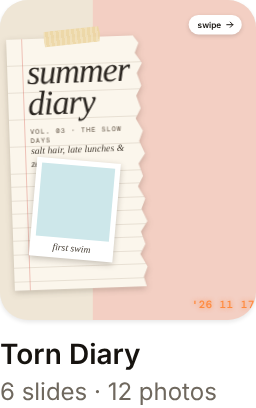 swipe →
summer
diary
VOL. 03 · THE SLOW
DAYS
salt hair, late lunches &
first swim
'26 11 17
Torn Diary
6 slides · 12 photos